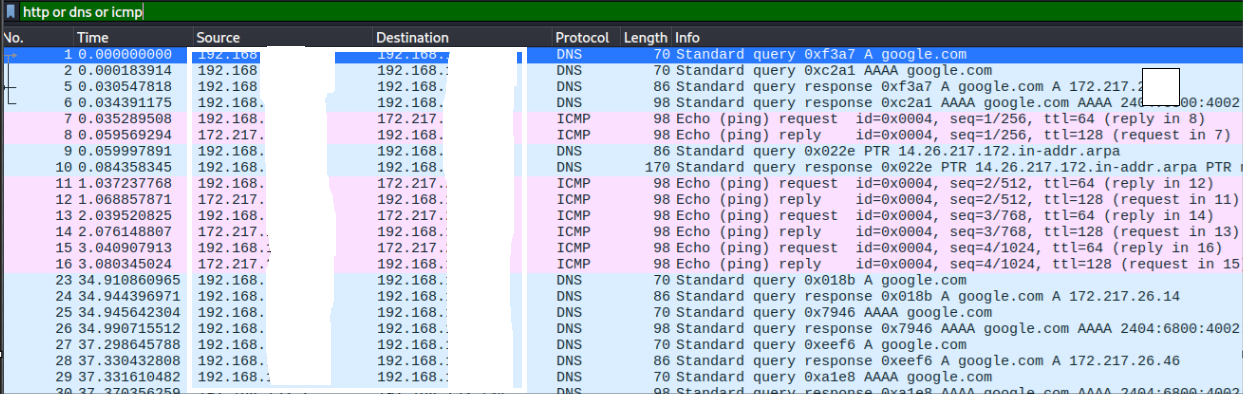 http or dns or icmp
No. Time Source Destination Protocol Length Info
1 0.000000000 192.168 192.168. DNS 70 Standard query 0xf3a7 A google.com
2 0.000183914 192.168 192.168. DNS 70 Standard query 0xc2a1 AAAA google.com
5 0.030547818 192.168 192.168. DNS 86 Standard query response 0xf3a7 A google.com A 172.217.2
6 0.034391175 192.168. 192.168. DNS 98 Standard query response 0xc2a1 AAAA google.com AAAA 2404:6800:4002
7 0.035289508 192.168. 172.217. ICMP 98 Echo (ping) request id=0x0004, seq=1/256, ttl=64 (reply in 8)
8 0.059569294 172.217. 192.168. ICMP 98 Echo (ping) reply id=0x0004, seq=1/256, ttl=128 (request in 7)
9 0.059997891 192.168. 192.168. DNS 86 Standard query 0x022e PTR 14.26.217.172.in-addr.arpa
10 0.084358345 192.168. 192.168. DNS 170 Standard query response 0x022e PTR 14.26.217.172.in-addr.arpa PTR
11 1.037237768 192.168. 172.217. ICMP 98 Echo (ping) request id=0x0004, seq=2/512, ttl=64 (reply in 12)
12 1.068857871 172.217. 192.168. ICMP 98 Echo (ping) reply id=0x0004, seq=2/512, ttl=128 (request in 11)
13 2.039520825 192.168. 172.217. ICMP 98 Echo (ping) request id=0x0004, seq=3/768, ttl=64 (reply in 14)
14 2.076148807 172.217. 192.168. ICMP 98 Echo (ping) reply id=0x0004, seq=3/768, ttl=128 (request in 13)
15 3.040907913 192.168. 172.217. ICMP 98 Echo (ping) request id=0x0004, seq=4/1024, ttl=64 (reply in 16)
16 3.080345024 172.217. 192.168. ICMP 98 Echo (ping) reply id=0x0004, seq=4/1024, ttl=128 (request in 15
23 34.910860965 192.168. 192.168. DNS 70 Standard query 0x018b A google.com
24 34.944396971 192.168. 192.168. DNS 86 Standard query response 0x018b A google.com A 172.217.26.14
25 34.945642304 192.168. 192.168. DNS 70 Standard query 0x7946 AAAA google.com
26 34.990715512 192.168. 192.168. DNS 98 Standard query response 0x7946 AAAA google.com AAAA 2404:6800:4002
27 37.298645788 192.168. 192.168. DNS 70 Standard query 0xeef6 A google.com
28 37.330432808 192.168. 192.168. DNS 86 Standard query response 0xeef6 A google.com A 172.217.26.46
29 37.331610482 192.168. 192.168. DNS 70 Standard query 0xa1e8 AAAA google.com
30 37.370356259 DNS 98 Standard query response 0xa1e8 AAAA google.com AAAA 2404:6800:4002